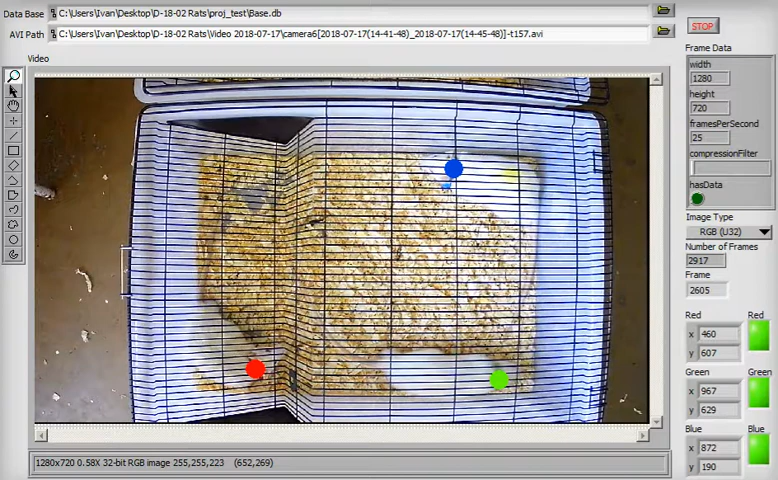 Data Base C:\Users\Ivan\Desktop\D-18-02 Rats\proj_test\Base.db
AVI Path C:\Users\Ivan\Desktop\D-18-02 Rats\Video 2018-07-17\camera6[2018-07-17(14-41-48)_2018-07-17(14-45-48)]-t157.avi
STOP
Video
Frame Data
width
1280
height
720
framesPerSecond
25
compressionFilter
hasData
Image Type
RGB (U32)
Number of Frames
2917
Frame
2605
Red Red
x 460
y 607
Green Green
x 967
y 629
Blue Blue
x 872
y 190
1280x720 0.58X 32-bit RGB image 255,255,223 (652,269)